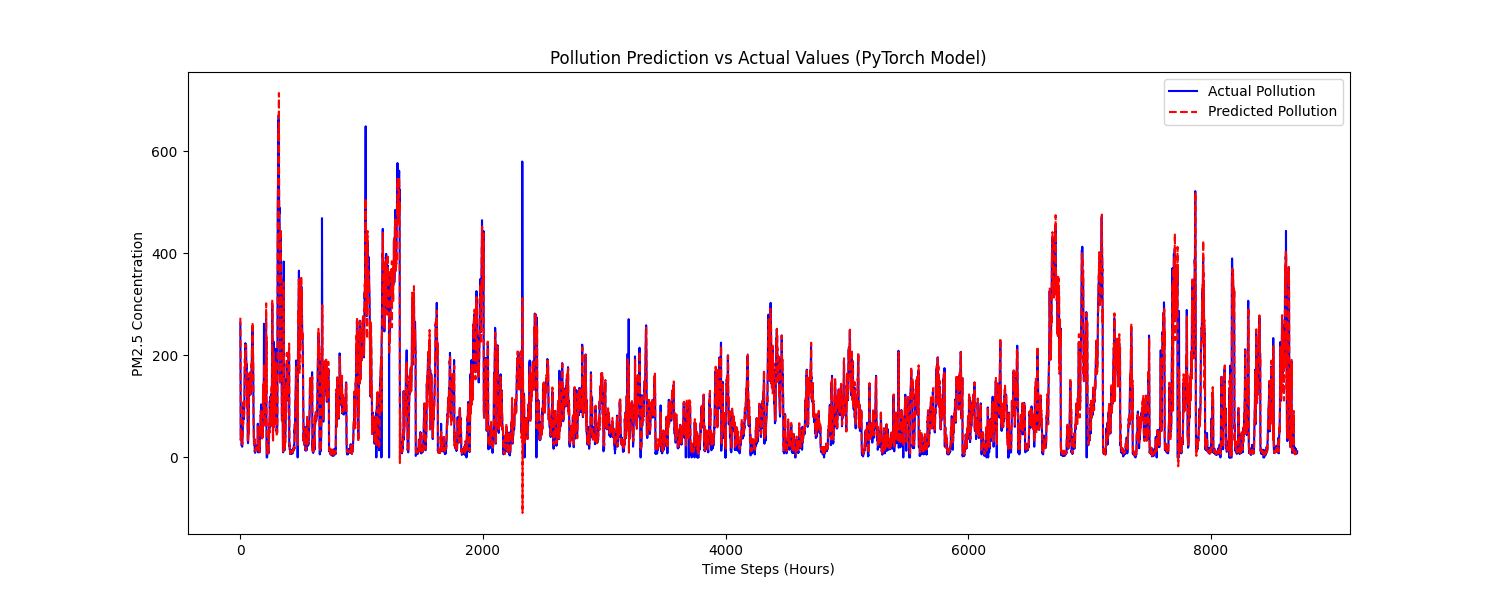 Pollution Prediction vs Actual Values (PyTorch Model)
Actual Pollution
Predicted Pollution
PM2.5 Concentration
600
400
200
0
0 2000 4000 6000 8000
Time Steps (Hours)